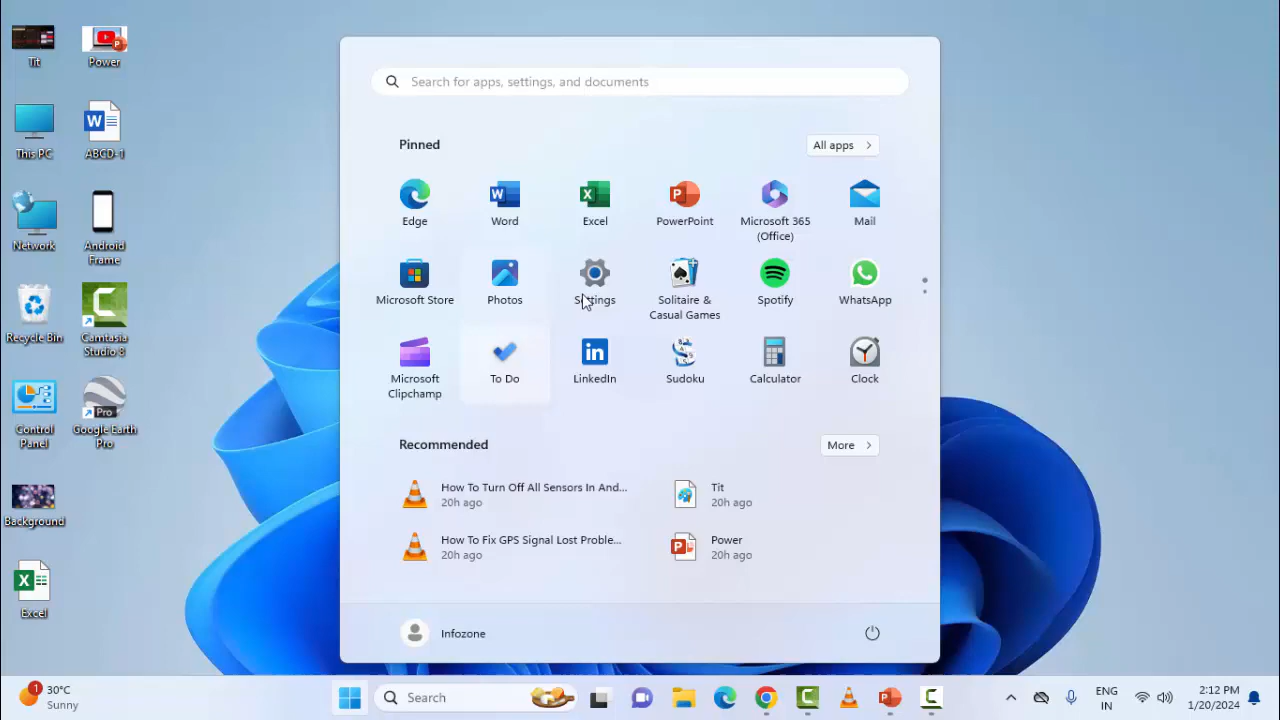 Tit
Power
This PC
ABCD-1
Network
Android
Frame
Recycle Bin
Camtasia
Studio 8
Control
Panel
Pro
Google Earth
Pro
Background
Excel
Search for apps, settings, and documents
Pinned
All apps
Edge
Word
Excel
PowerPoint
Microsoft 365
(Office)
Mail
Microsoft Store
Photos
Settings
Solitaire &
Casual Games
Spotify
WhatsApp
Microsoft
Clipchamp
To Do
LinkedIn
Sudoku
Calculator
Clock
Recommended
More
How To Turn Off All Sensors In And...
20h ago
Tit
20h ago
How To Fix GPS Signal Lost Proble...
20h ago
Power
20h ago
Infozone
1
30°C
Sunny
Search
ENG
IN
2:12 PM
1/20/2024